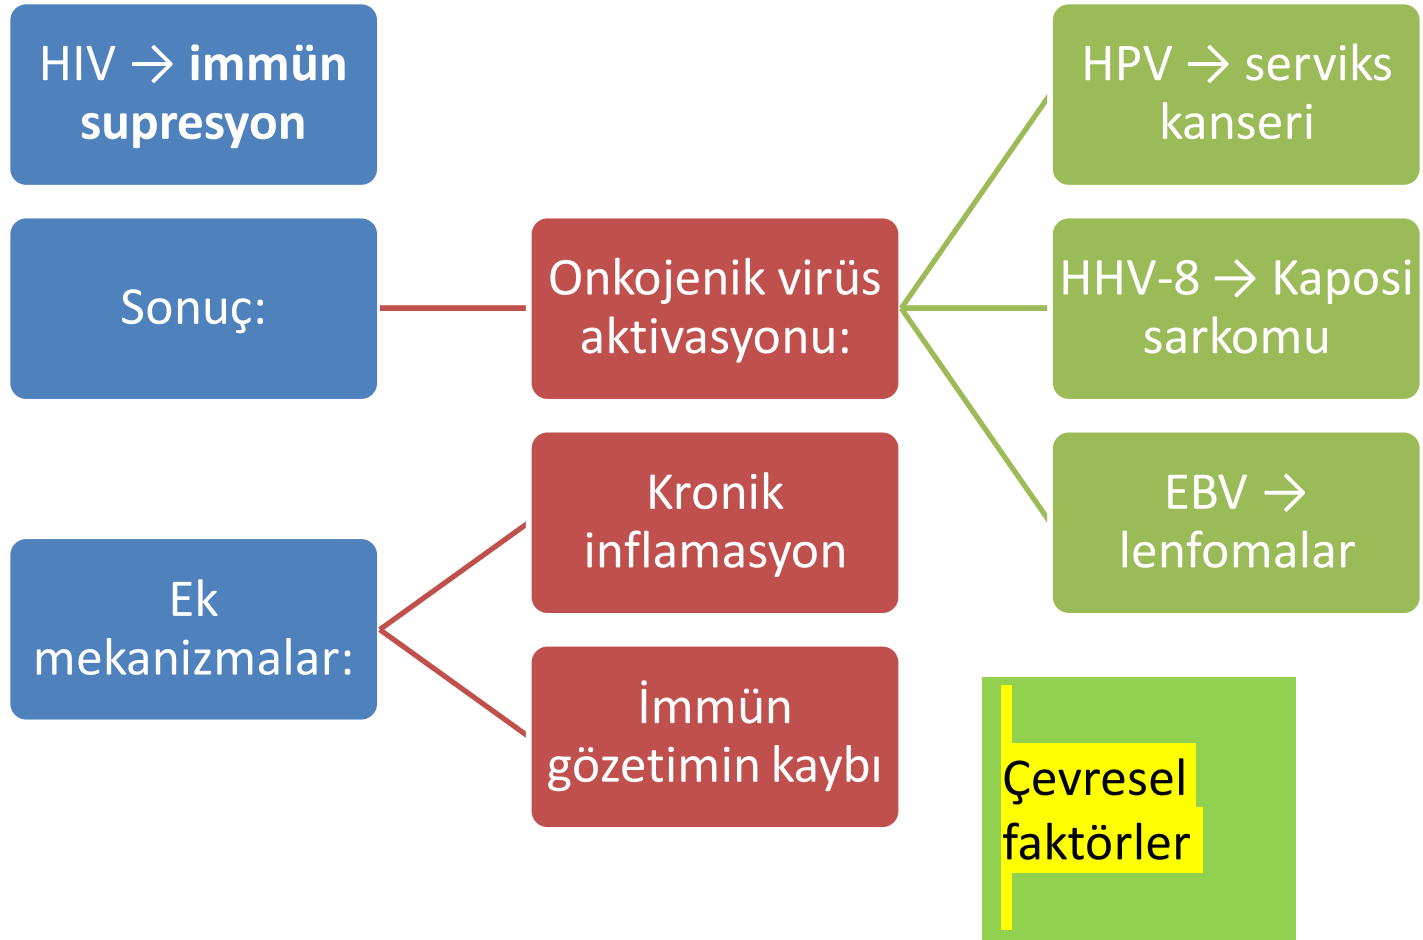 HIV → immün
supresyon
Sonuç:
Onkojenik virüs
aktivasyonu:
HPV → serviks
kanseri
HHV-8 → Kaposi
sarkomu
EBV →
lenfomalar
Ek
mekanizmalar:
Kronik
inflamasyon
İmmün
gözetimin kaybı
Çevresel
faktörler